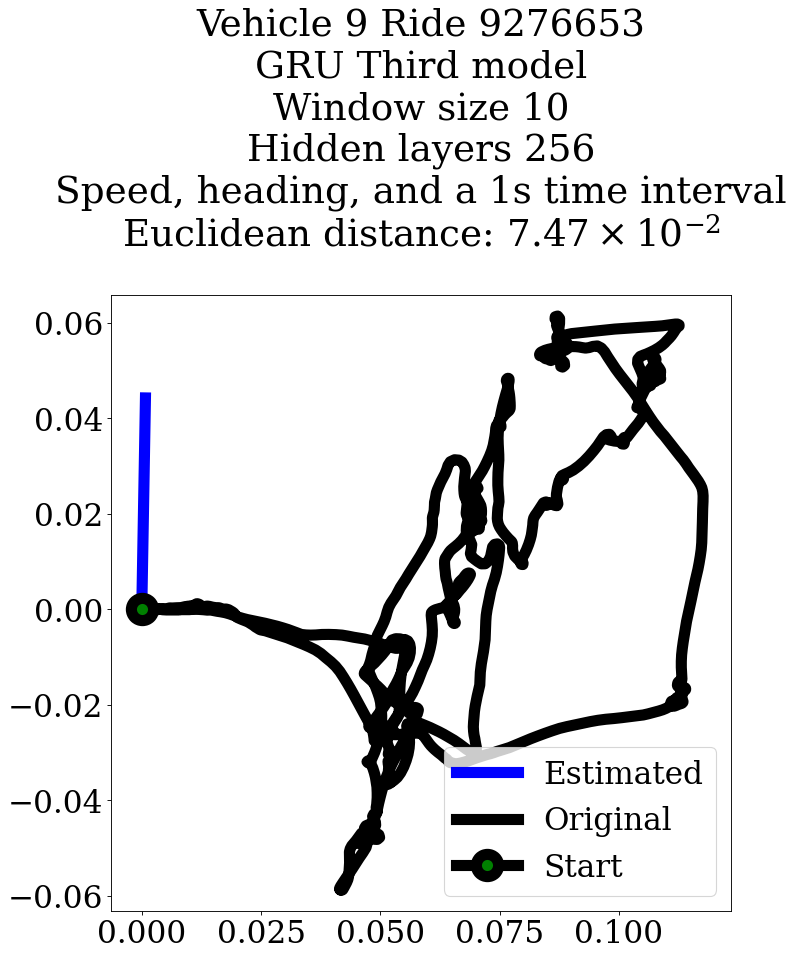 Vehicle 9 Ride 9276653
GRU Third model
Window size 10
Hidden layers 256
Speed, heading, and a 1s time interval
Euclidean distance: 7.47 × 10⁻²
0.06
0.04
0.02
0.00
−0.02
−0.04
−0.06
Estimated
Original
Start
0.000 0.025 0.050 0.075 0.100